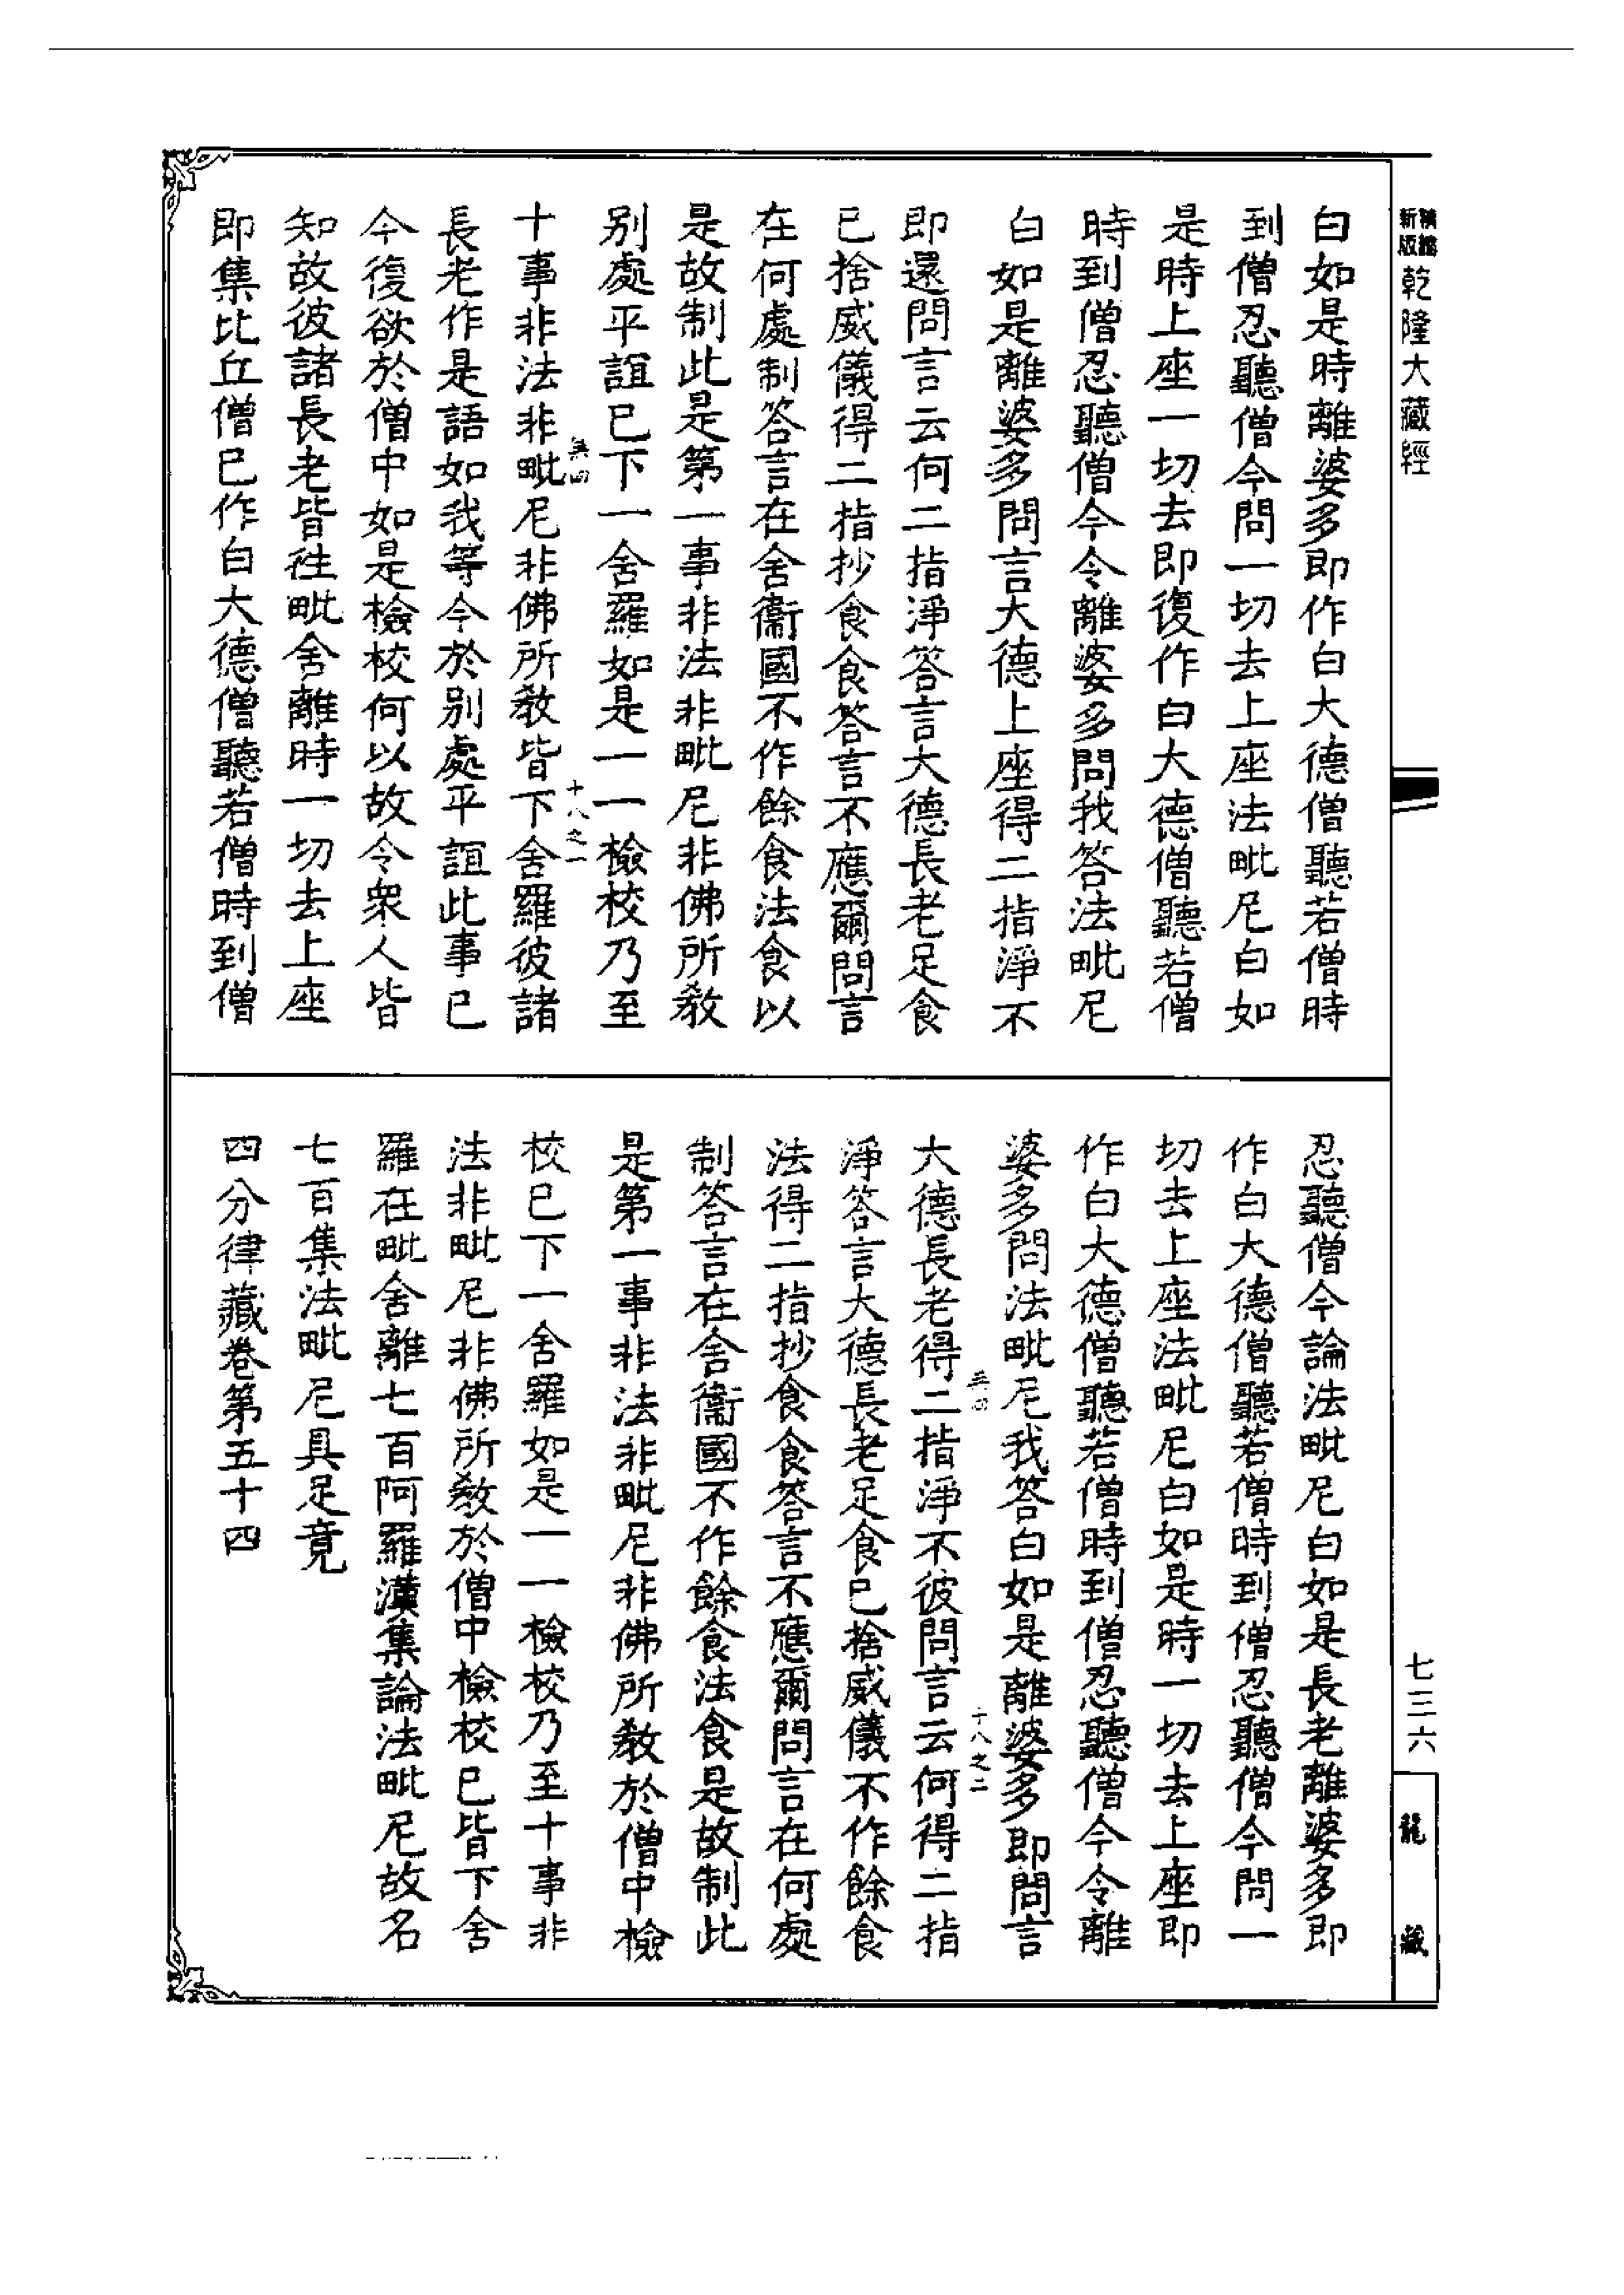 新版 精縮 乾隆大藏經
七三六
龍藏
白如是時離婆多即作白大德僧聽若僧時
到僧忍聽僧今問一切去上座法毗尼白如
是時上座一切去即復作白大德僧聽若僧
時到僧忍聽僧今令離婆多問我答法毗尼
白如是離婆多問言大德上座得二指淨不
即還問言云何二指淨答言大德長老足食
已捨威儀得二指抄食食答言不應爾問言
在何處制答言在舍衞國不作餘食法食以
是故制此是第一事非法非毗尼非佛所教
别處平誼已下一舍羅如是一一檢校乃至
無四
十八之一
十事非法非毗尼非佛所教皆下舍羅彼諸
長老作是語如我等今於别處平誼此事已
今復欲於僧中如是檢校何以故令衆人皆
知故彼諸長老皆徃毗舍離時一切去上座
即集比丘僧已作白大德僧聽若僧時到僧
忍聽僧今論法毗尼白如是長老離婆多即
作白大德僧聽若僧時到僧忍聽僧今問一
切去上座法毗尼白如是時一切去上座即
作白大德僧聽若僧時到僧忍聽僧今令離
婆多問法毗尼我答白如是離婆多即問言
無四
十八之二
大德長老得二指淨不彼問言云何得二指
淨答言大德長老足食已捨威儀不作餘食
法得二指抄食食答言不應爾問言在何處
制答言在舍衞國不作餘食法食是故制此
是第一事非法非毗尼非佛所教於僧中檢
校已下一舍羅如是一一檢校乃至十事非
法非毗尼非佛所教於僧中檢校已皆下舍
羅在毗舍離七百阿羅漢集論法毗尼故名
七百集法毗尼具足竟
四分律藏卷第五十四